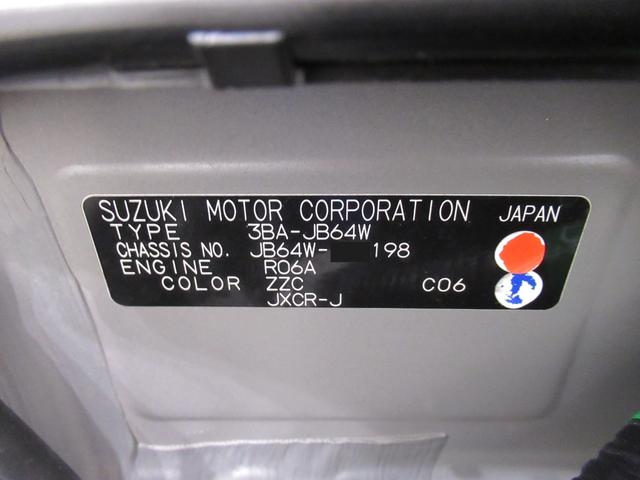 SUZUKI MOTOR CORPORATION JAPAN
TYPE 3BA-JB64W
CHASSIS NO. JB64W- 198
ENGINE R06A
COLOR ZZC C06
JXCR-J